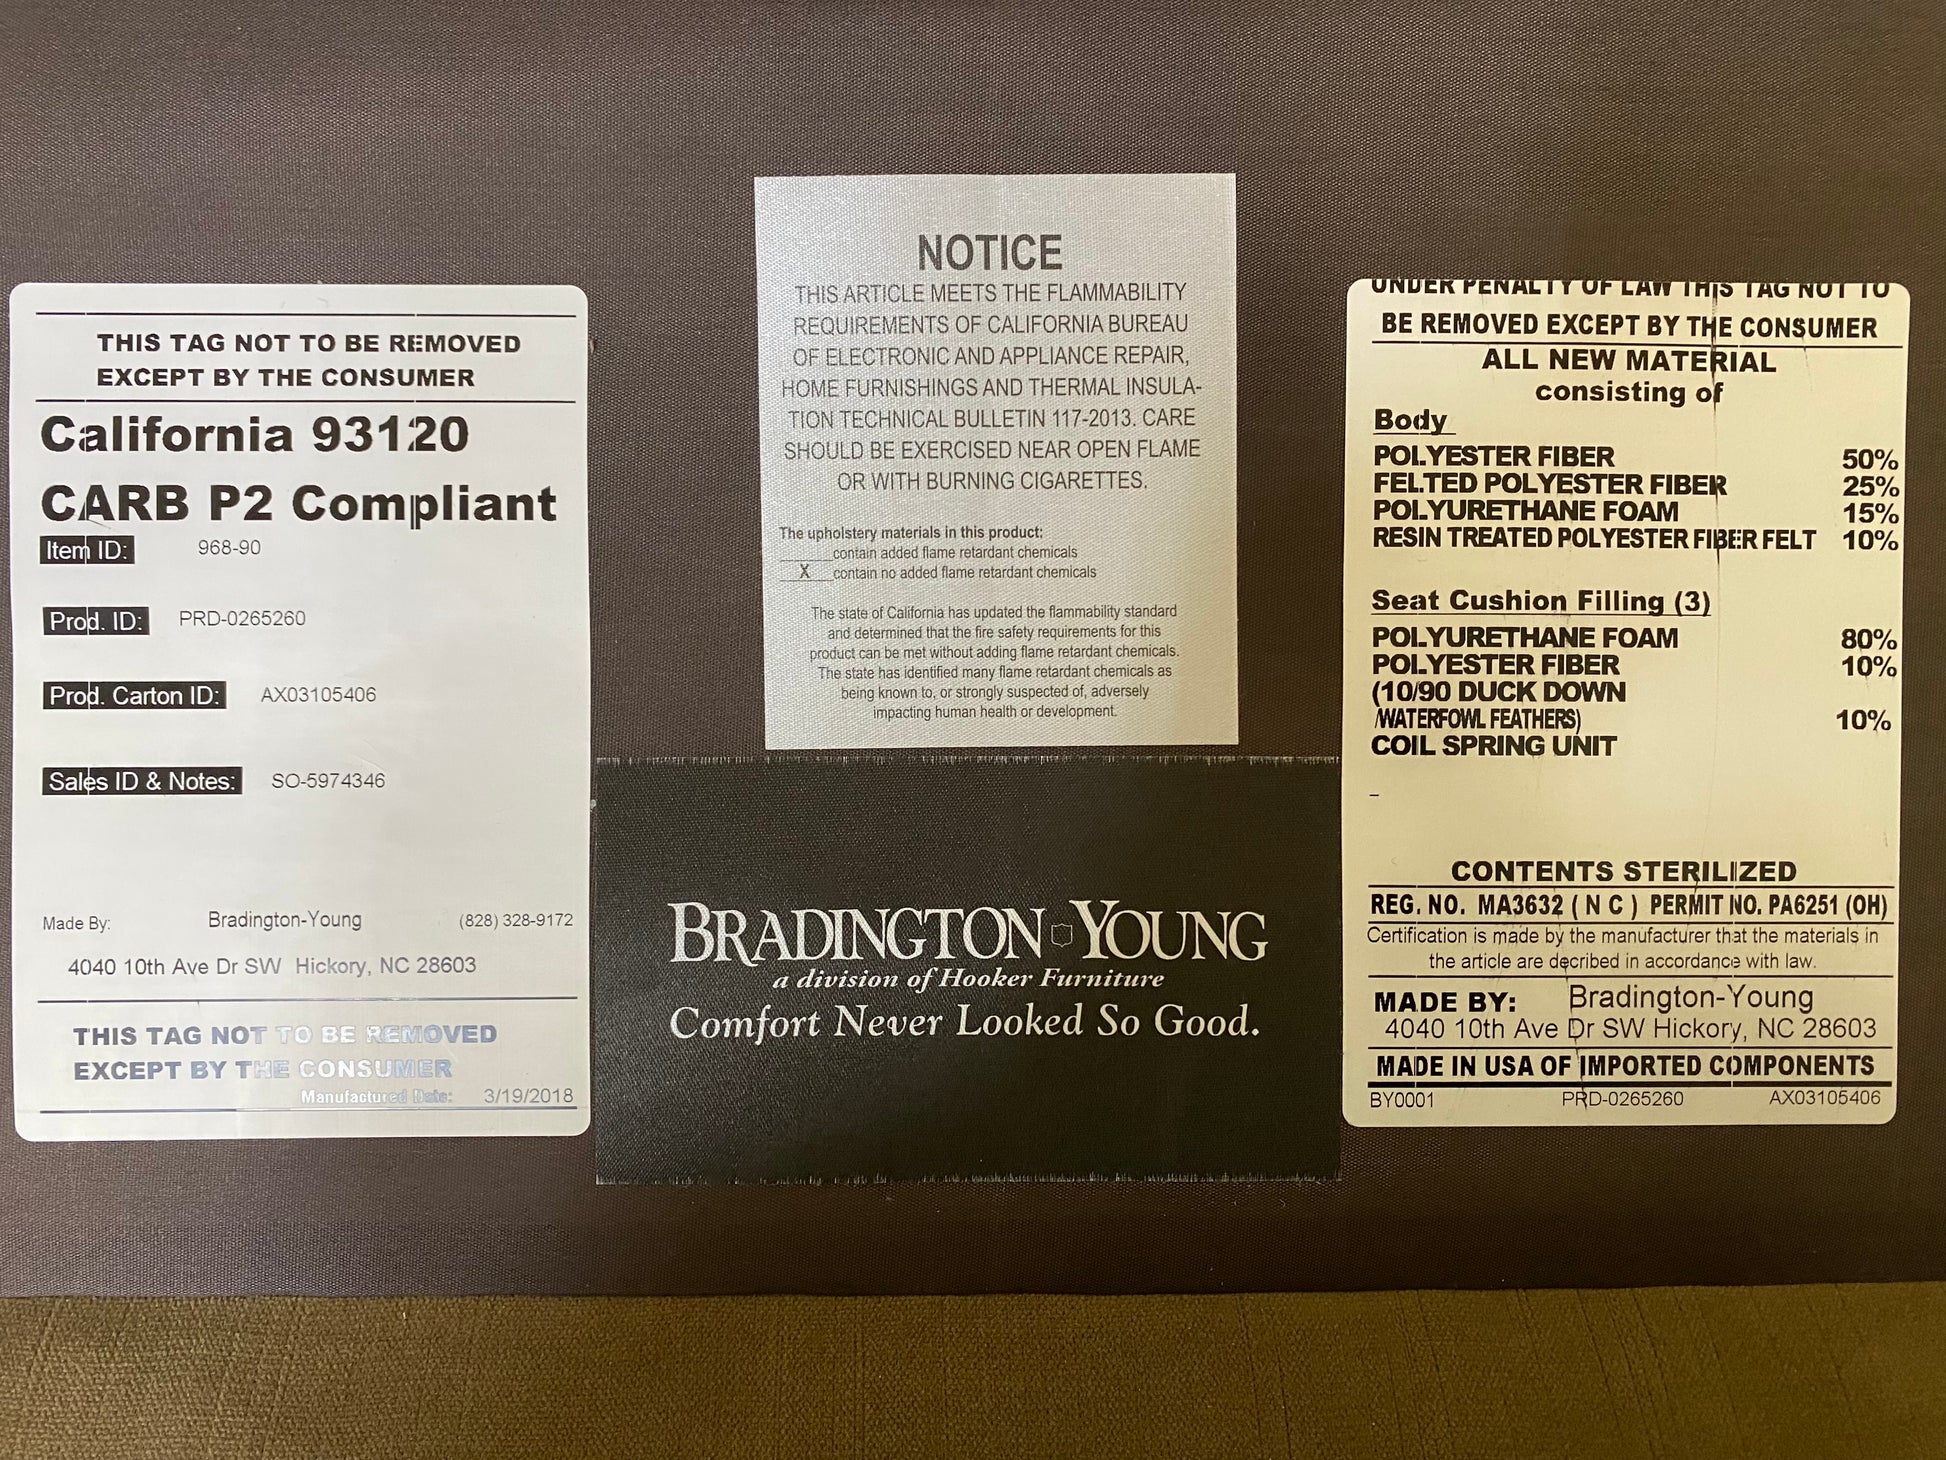 THIS TAG NOT TO BE REMOVED
EXCEPT BY THE CONSUMER
California 93120
CARB P2 Compliant
Item ID: 968-90
Prod. ID: PRD-0265260
Prod. Carton ID: AX03105406
Sales ID & Notes: SO-5974346
Made By: Bradington-Young (828) 328-9172
4040 10th Ave Dr SW Hickory, NC 28603
THIS TAG NOT TO BE REMOVED
EXCEPT BY THE CONSUMER
Manufactured Date: 3/19/2018
NOTICE
THIS ARTICLE MEETS THE FLAMMABILITY
REQUIREMENTS OF CALIFORNIA BUREAU
OF ELECTRONIC AND APPLIANCE REPAIR,
HOME FURNISHINGS AND THERMAL INSULA-
TION TECHNICAL BULLETIN 117-2013. CARE
SHOULD BE EXERCISED NEAR OPEN FLAME
OR WITH BURNING CIGARETTES.
The upholstery materials in this product:
______contain added flame retardant chemicals
__X__contain no added flame retardant chemicals
The state of California has updated the flammability standard
and determined that the fire safety requirements for this
product can be met without adding flame retardant chemicals.
The state has identified many flame retardant chemicals as
being known to, or strongly suspected of, adversely
impacting human health or development.
BRADINGTON YOUNG
a division of Hooker Furniture
Comfort Never Looked So Good.
UNDER PENALTY OF LAW THIS TAG NOT TO
BE REMOVED EXCEPT BY THE CONSUMER
ALL NEW MATERIAL
consisting of
Body
POLYESTER FIBER 50%
FELTED POLYESTER FIBER 25%
POLYURETHANE FOAM 15%
RESIN TREATED POLYESTER FIBER FELT 10%
Seat Cushion Filling (3)
POLYURETHANE FOAM 80%
POLYESTER FIBER 10%
(10/90 DUCK DOWN
/WATERFOWL FEATHERS) 10%
COIL SPRING UNIT
–
CONTENTS STERILIZED
REG. NO. MA3632 ( N C ) PERMIT NO. PA6251 (OH)
Certification is made by the manufacturer that the materials in
the article are decribed in accordance with law.
MADE BY: Bradington-Young
4040 10th Ave Dr SW Hickory, NC 28603
MADE IN USA OF IMPORTED COMPONENTS
BY0001 PRD-0265260 AX03105406